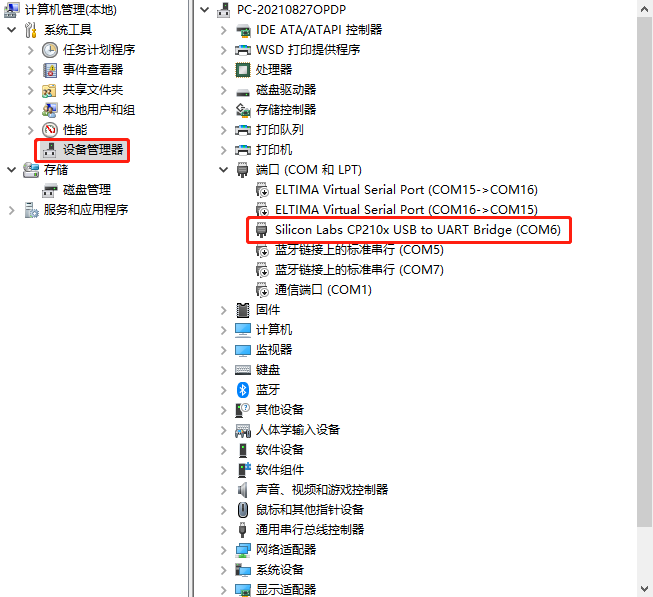 计算机管理(本地)
系统工具
任务计划程序
事件查看器
共享文件夹
本地用户和组
性能
设备管理器
存储
磁盘管理
服务和应用程序
PC-20210827OPDP
IDE ATA/ATAPI 控制器
WSD 打印提供程序
处理器
磁盘驱动器
存储控制器
打印队列
打印机
端口 (COM 和 LPT)
ELTIMA Virtual Serial Port (COM15->COM16)
ELTIMA Virtual Serial Port (COM16->COM15)
Silicon Labs CP210x USB to UART Bridge (COM6)
蓝牙链接上的标准串行 (COM5)
蓝牙链接上的标准串行 (COM7)
通信端口 (COM1)
固件
计算机
监视器
键盘
蓝牙
其他设备
人体学输入设备
软件设备
软件组件
声音、视频和游戏控制器
鼠标和其他指针设备
通用串行总线控制器
网络适配器
系统设备
显示适配器